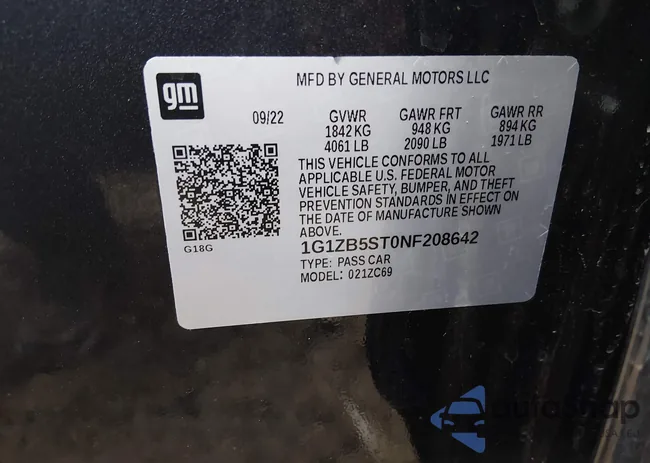 gm
MFD BY GENERAL MOTORS LLC
09/22 GVWR GAWR FRT GAWR RR
1842 KG 948 KG 894 KG
4061 LB 2090 LB 1971 LB
THIS VEHICLE CONFORMS TO ALL
APPLICABLE U.S. FEDERAL MOTOR
VEHICLE SAFETY, BUMPER, AND THEFT
PREVENTION STANDARDS IN EFFECT ON
THE DATE OF MANUFACTURE SHOWN
ABOVE.
G18G
1G1ZB5ST0NF208642
TYPE: PASS CAR
MODEL: 021ZC69